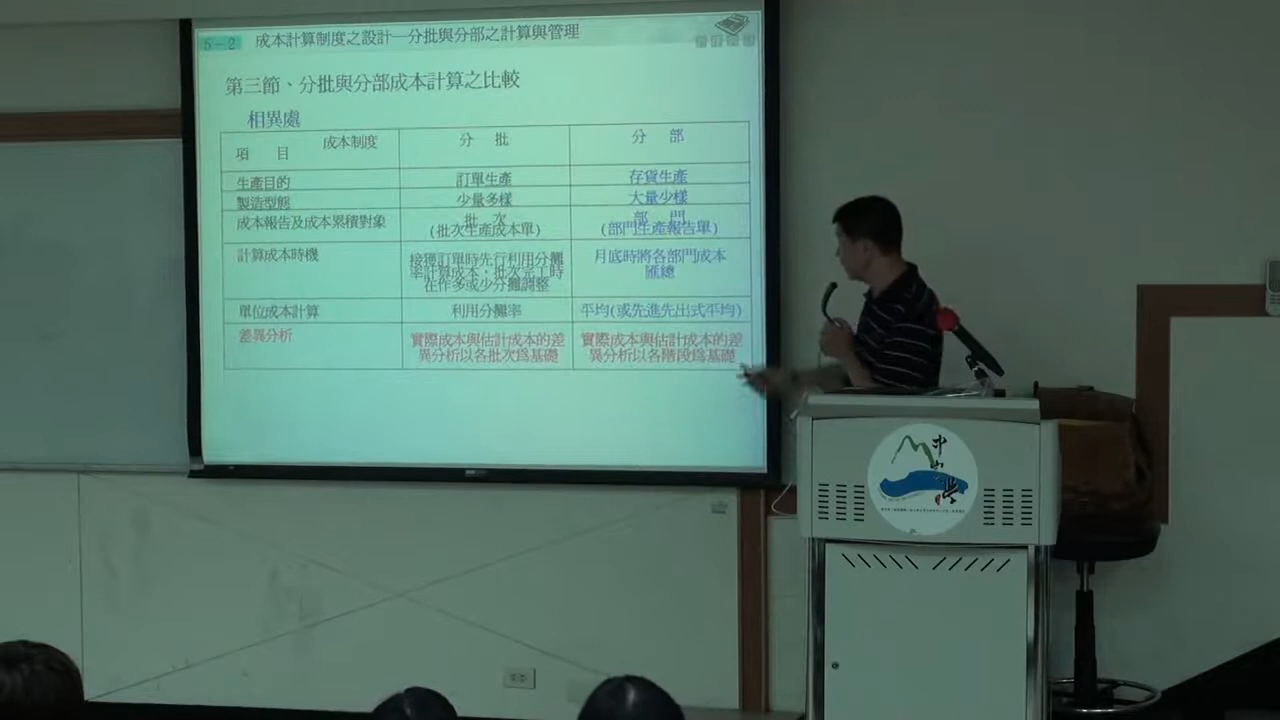 5-2 成本計算制度之設計─分批與分部之計算與管理
第三節、分批與分部成本計算之比較
相異處
成本制度
項 目
分 批
分 部
生產目的
訂單生產
存貨生產
製造型態
少量多樣
大量少樣
成本報告及成本累積對象
批 次
(批次生產成本單)
部 門
(部門生產報告單)
計算成本時機
接獲訂單時先行利用分攤
率計算成本，批次完工時
在作多或少分攤調整
月底時將各部門成本
匯總
單位成本計算
利用分攤率
平均(或先進先出式平均)
差異分析
實際成本與估計成本的差
異分析以各批次為基礎
實際成本與估計成本的差
異分析以各階段為基礎
中山